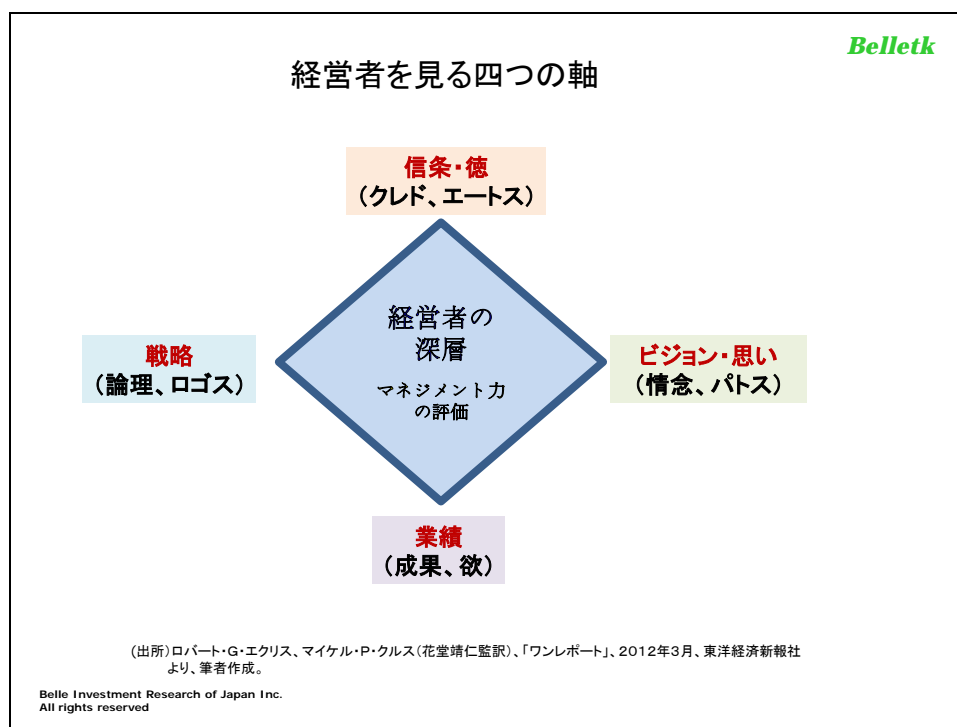 Belletk
経営者を見る四つの軸
信条・徳
(クレド、エートス)
経営者の
深層
マネジメント力
の評価
戦略
(論理、ロゴス)
ビジョン・思い
(情念、パトス)
業績
(成果、欲)
(出所)ロバート・G・エクリス、マイケル・P・クルス(花堂靖仁監訳)、「ワンレポート」、2012年3月、東洋経済新報社
より、筆者作成。
Belle Investment Research of Japan Inc.
All rights reserved